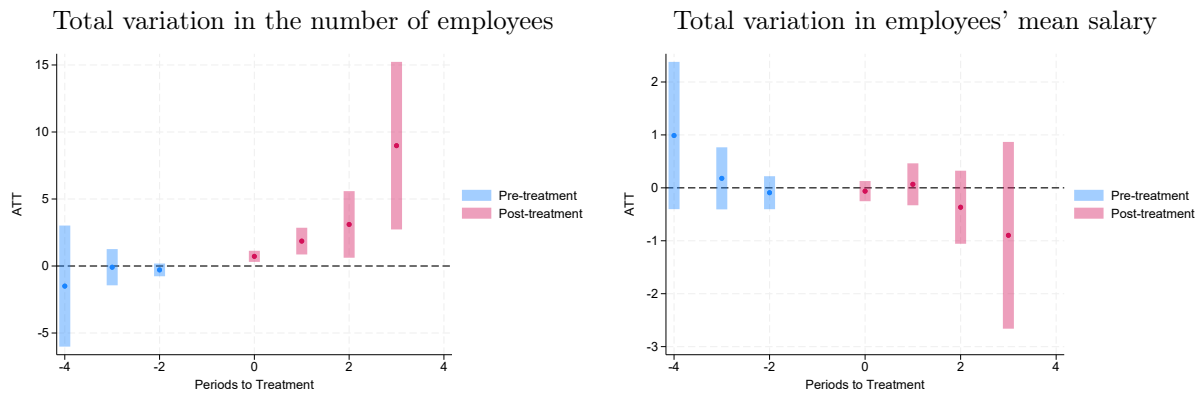 Total variation in the number of employees
15
10
5
0
-5
ATT
-4
-2
0
2
4
Periods to Treatment
Pre-treatment
Post-treatment
Total variation in employees' mean salary
2
1
0
-1
-2
-3
ATT
-4
-2
0
2
4
Periods to Treatment
Pre-treatment
Post-treatment